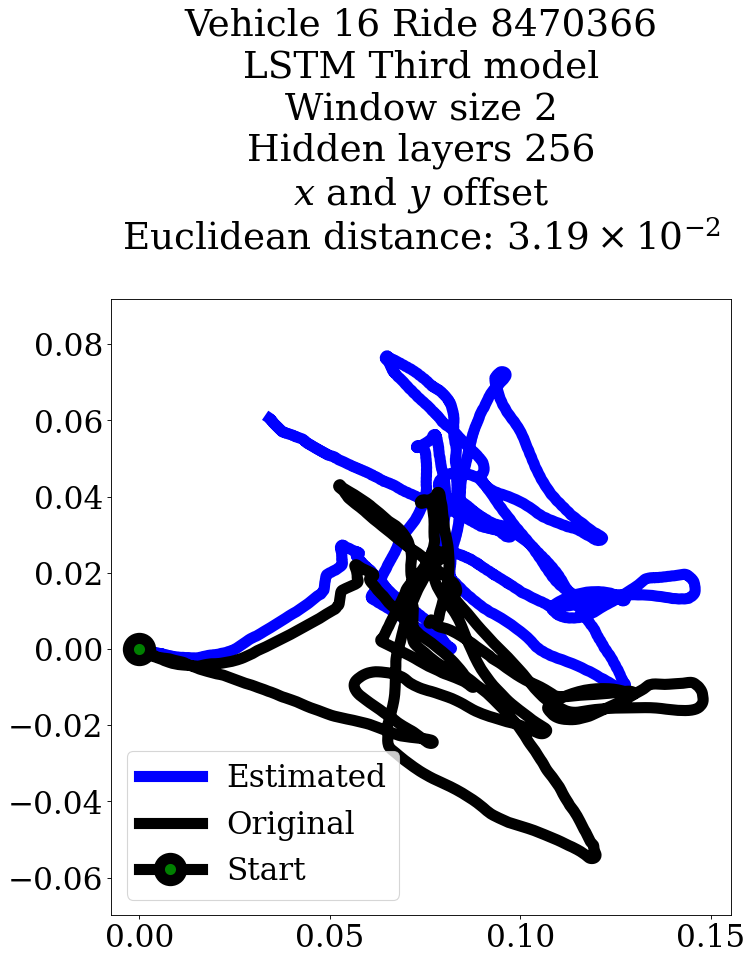 Vehicle 16 Ride 8470366
LSTM Third model
Window size 2
Hidden layers 256
x and y offset
Euclidean distance: 3.19 × 10⁻²
0.08
0.06
0.04
0.02
0.00
−0.02
−0.04
−0.06
Estimated
Original
Start
0.00 0.05 0.10 0.15